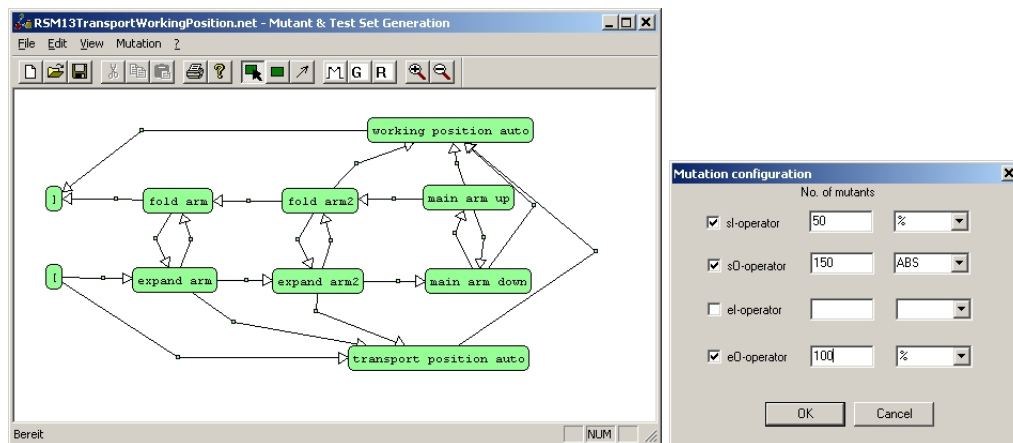 RSM13TransportWorkingPosition.net - Mutant & Test Set Generation
File Edit View Mutation ?
M G R
working position auto
] fold arm fold arm2 main arm up
[ expand arm expand arm2 main arm down
transport position auto
Bereit NUM
Mutation configuration
No. of mutants
sI-operator 50 %
sO-operator 150 ABS
eI-operator
eO-operator 100 %
OK Cancel